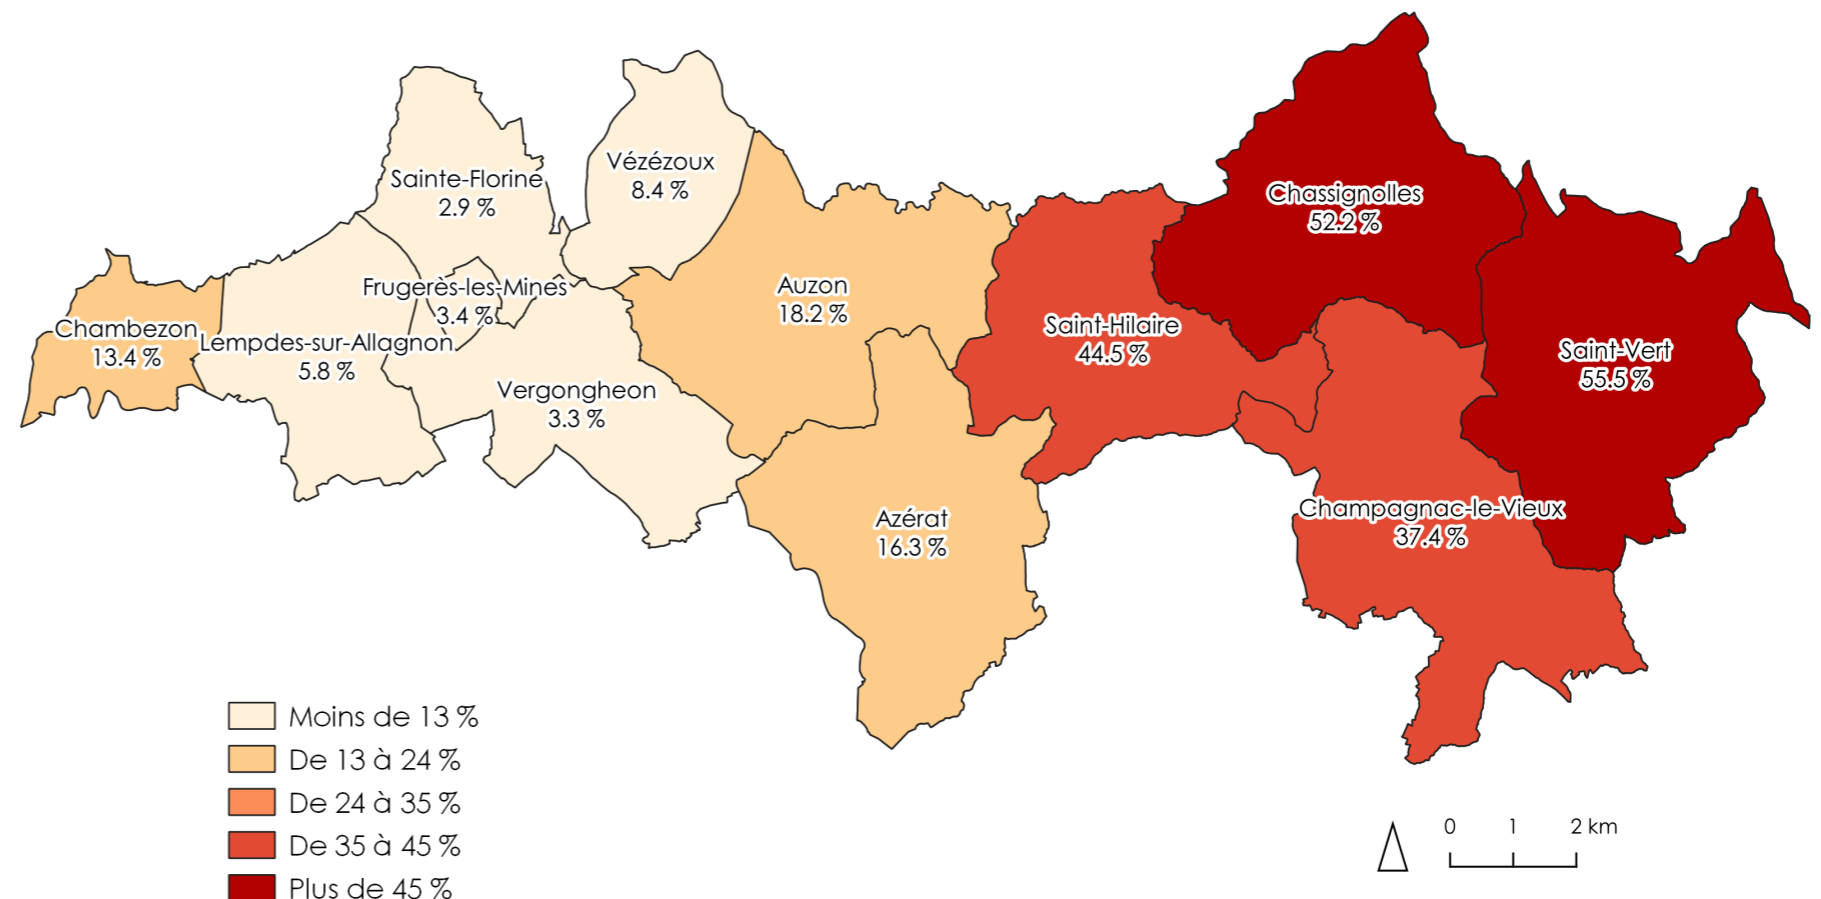 Vézézoux
8.4 %
Sainte-Florine
2.9 %
Chassignolles
52.2 %
Frugerès-les-Mines
3.4 %
Auzon
18.2 %
Chambezon
13.4 %
Lempdes-sur-Allagnon
5.8 %
Saint-Hilaire
44.5 %
Saint-Vert
55.5 %
Vergongheon
3.3 %
Azérat
16.3 %
Champagnac-le-Vieux
37.4 %
Moins de 13 %
De 13 à 24 %
De 24 à 35 %
De 35 à 45 %
Plus de 45 %
0 1 2 km